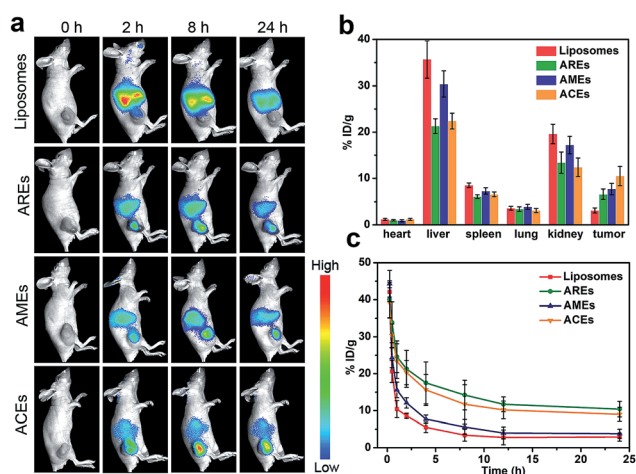 a
0 h 2 h 8 h 24 h
Liposomes
AREs
AMEs
ACEs
High
Low
b
% ID/g
40
30
20
10
0
Liposomes
AREs
AMEs
ACEs
heart liver spleen lung kidney tumor
c
% ID/g
50
40
30
20
10
0
Liposomes
AREs
AMEs
ACEs
0 5 10 15 20 25
Time (h)